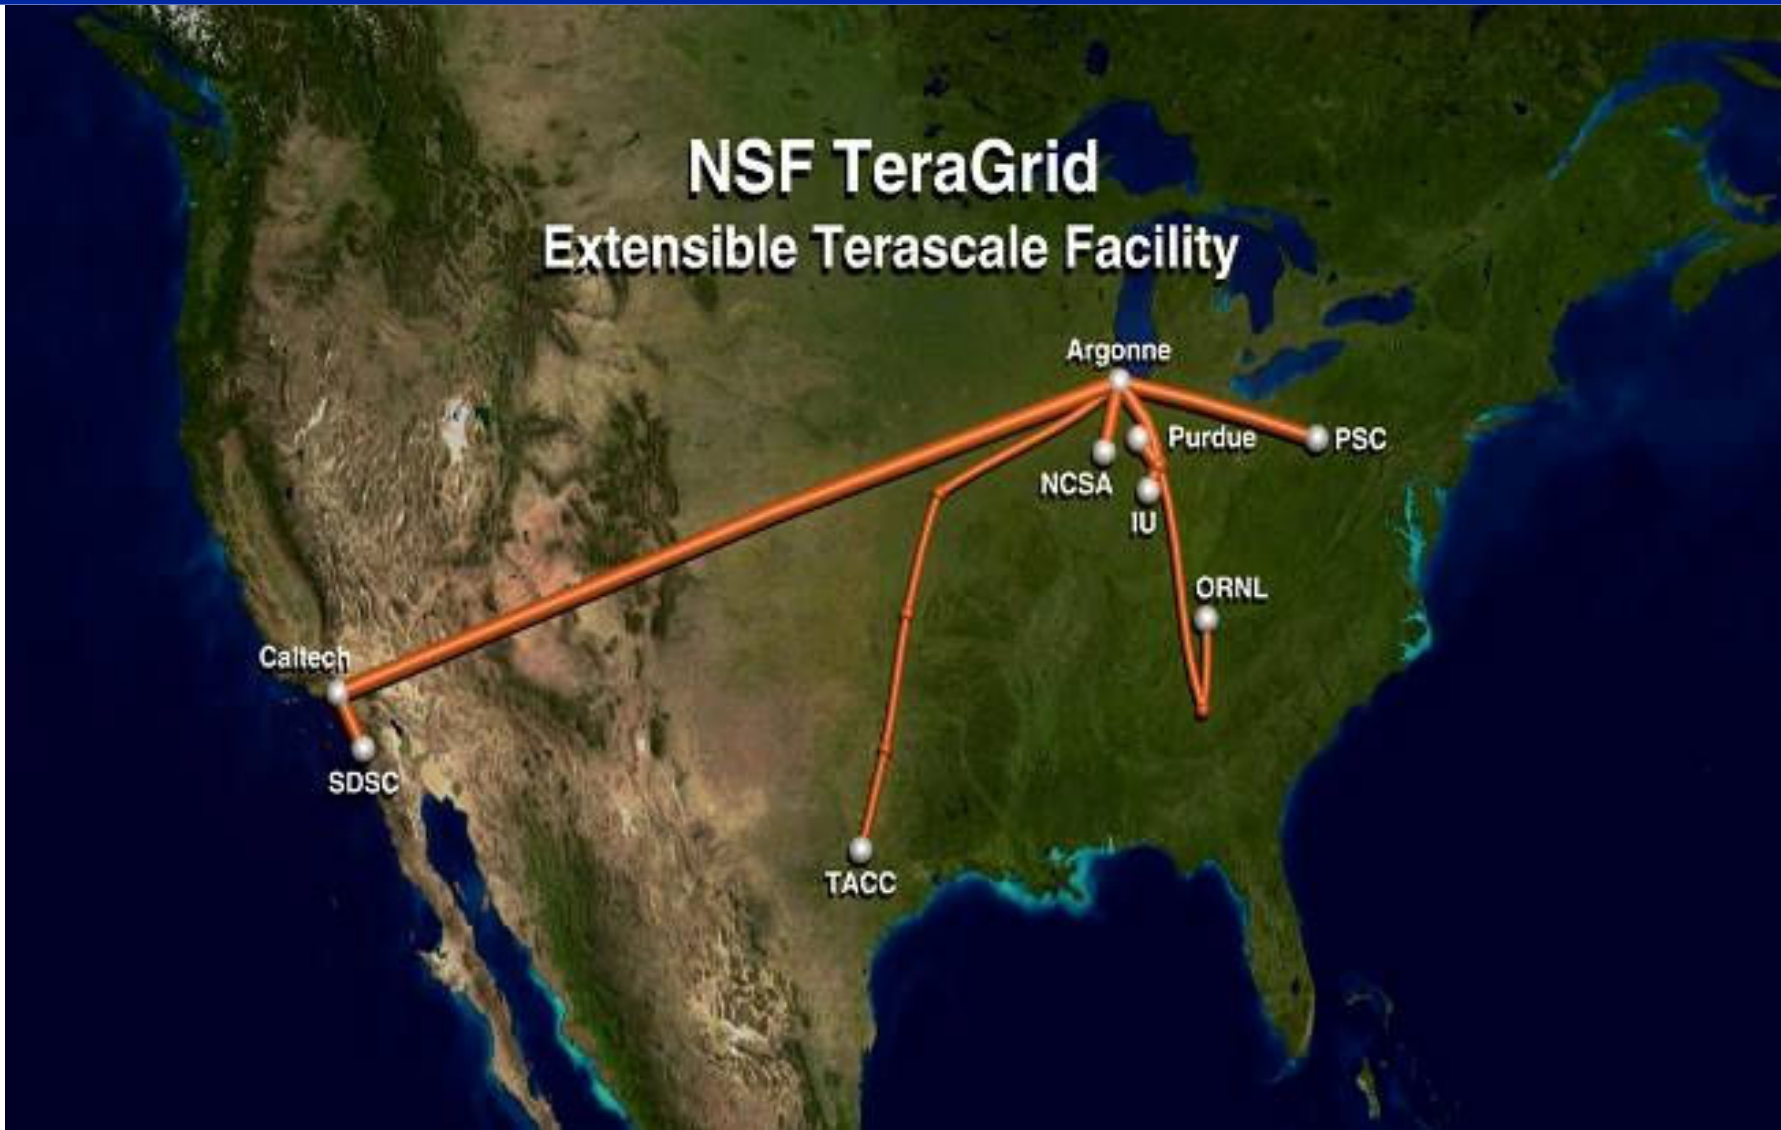 NSF TeraGrid
Extensible Terascale Facility
Argonne
Purdue
PSC
NCSA
IU
ORNL
Caltech
SDSC
TACC